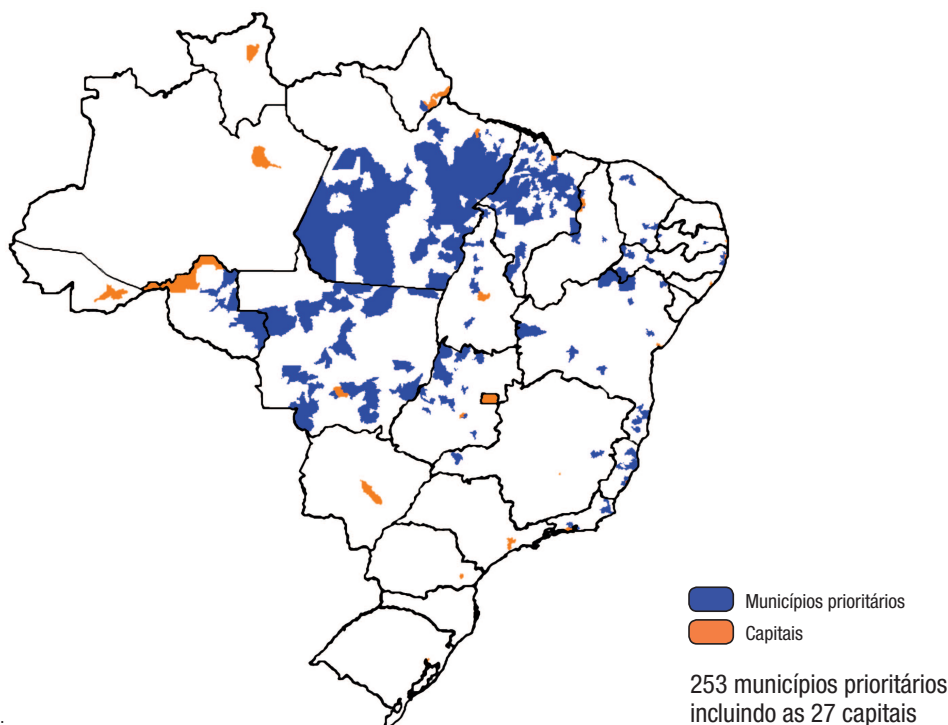 Municípios prioritários
Capitais
253 municípios prioritários
incluindo as 27 capitais
.